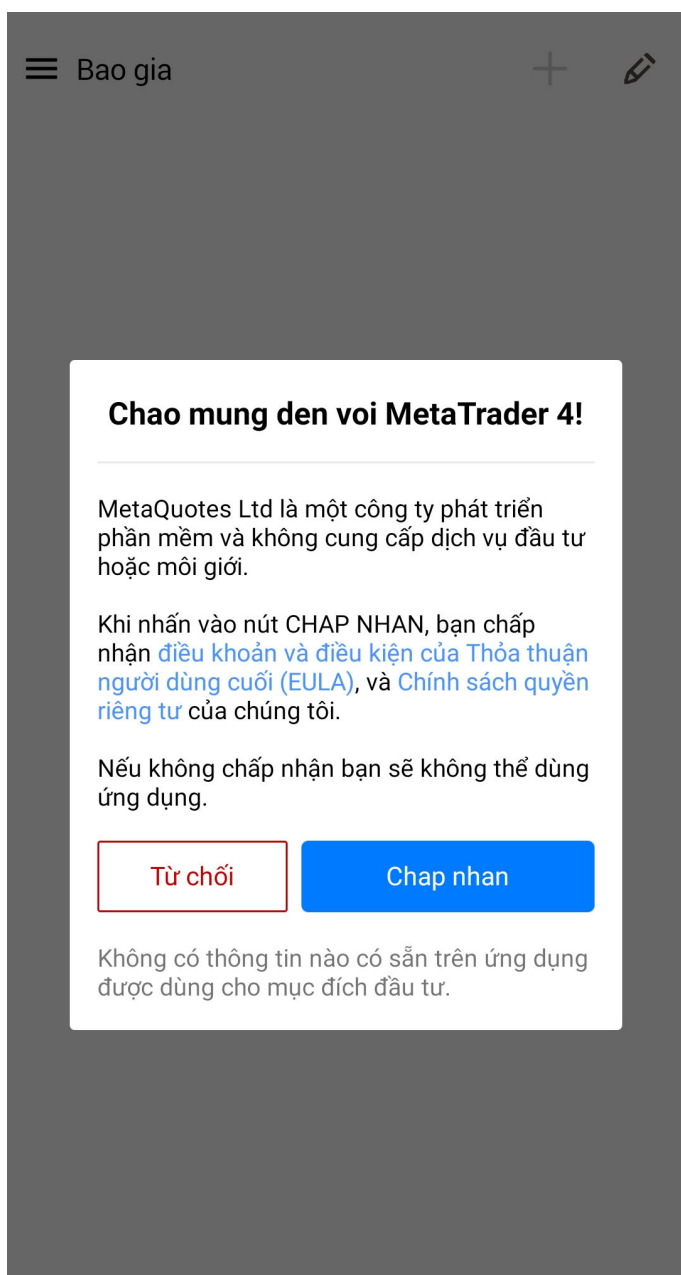 Bao gia
Chao mung den voi MetaTrader 4!
MetaQuotes Ltd là một công ty phát triển
phần mềm và không cung cấp dịch vụ đầu tư
hoặc môi giới.
Khi nhấn vào nút CHAP NHAN, bạn chấp
nhận điều khoản và điều kiện của Thỏa thuận
người dùng cuối (EULA), và Chính sách quyền
riêng tư của chúng tôi.
Nếu không chấp nhận bạn sẽ không thể dùng
ứng dụng.
Từ chối
Chap nhan
Không có thông tin nào có sẵn trên ứng dụng
được dùng cho mục đích đầu tư.